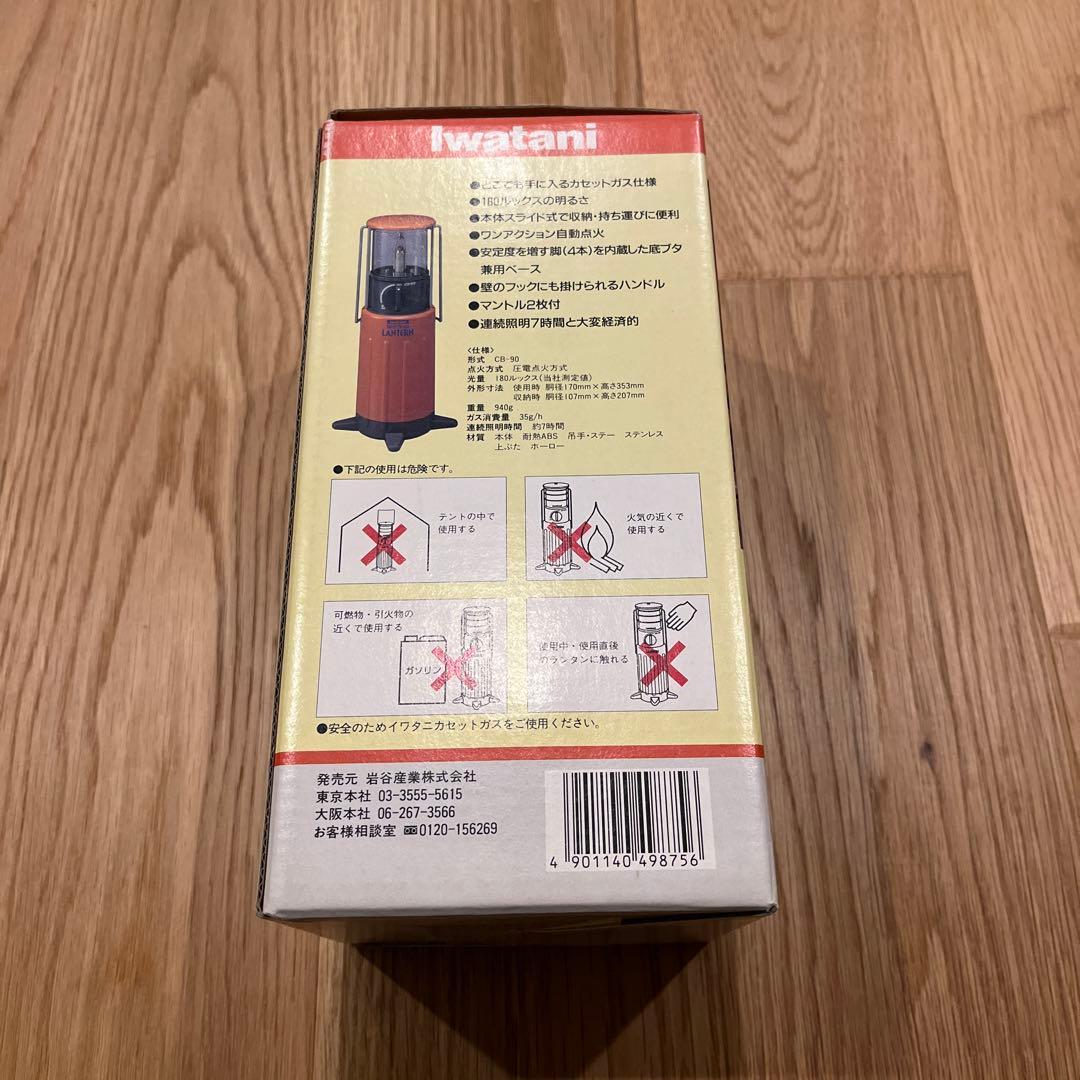 Iwatani
●どこでも手に入るカセットガス仕様
●180ルックスの明るさ
●本体スライド式で収納・持ち運びに便利
●ワンアクション自動点火
●安定度を増す脚(4本)を内蔵した底ブタ
兼用ベース
●壁のフックにも掛けられるハンドル
●マントル2枚付
●連続照明7時間と大変経済的
LANTERN
〈仕様〉
形式 CB-90
点火方式 圧電点火方式
光量 180ルックス(当社測定値)
外形寸法 使用時 胴径170mm×高さ353mm
収納時 胴径107mm×高さ207mm
重量 940g
ガス消費量 35g/h
連続照明時間 約7時間
材質 本体 耐熱ABS 吊手・ステー ステンレス
上ぶた ホーロー
●下記の使用は危険です。
テントの中で
使用する
火気の近くで
使用する
可燃物・引火物の
近くで使用する
ガソリン
使用中・使用直後
のランタンに触れる
●安全のためイワタニカセットガスをご使用ください。
発売元 岩谷産業株式会社
東京本社 03-3555-5615
大阪本社 06-267-3566
お客様相談室 0120-156269
4 901140 498756